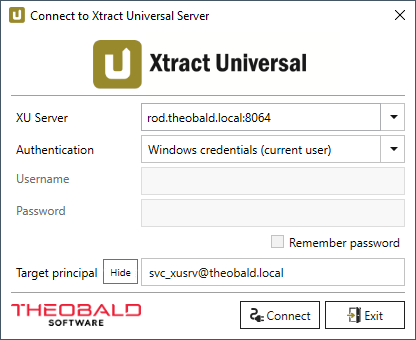 Connect to Xtract Universal Server
Xtract Universal
XU Server rod.theobald.local:8064
Authentication Windows credentials (current user)
Username
Password
Remember password
Target principal Hide svc_xusrv@theobald.local
THEOBALD
SOFTWARE
Connect Exit